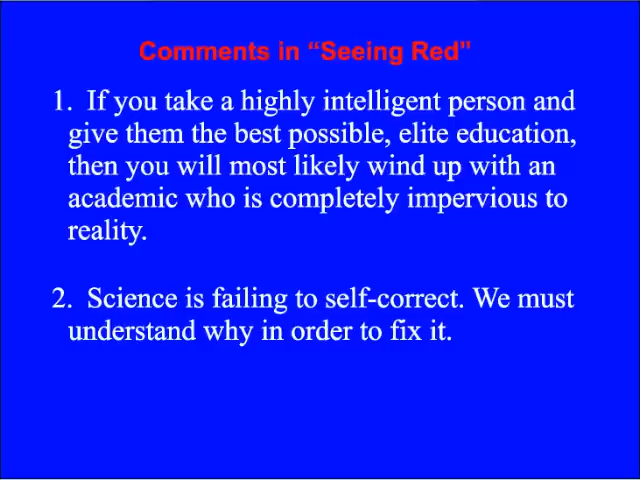 Comments in “Seeing Red"
1. If you take a highly intelligent person and
give them the best possible, elite education,
then you will most likely wind up with an
academic who is completely impervious to
reality.
2. Science is failing to self-correct. We must
understand why in order to fix it.